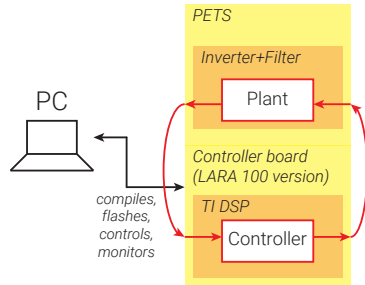 PETS
Inverter+Filter
Plant
PC
Controller board
(LARA 100 version)
compiles,
flashes,
controls,
monitors
TI DSP
Controller